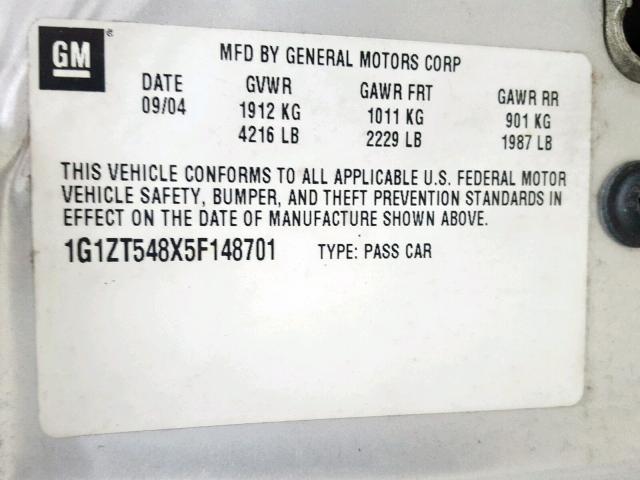 GM ®
MFD BY GENERAL MOTORS CORP
DATE GVWR GAWR FRT GAWR RR
09/04 1912 KG 1011 KG 901 KG
4216 LB 2229 LB 1987 LB
THIS VEHICLE CONFORMS TO ALL APPLICABLE U.S. FEDERAL MOTOR
VEHICLE SAFETY, BUMPER, AND THEFT PREVENTION STANDARDS IN
EFFECT ON THE DATE OF MANUFACTURE SHOWN ABOVE.
1G1ZT548X5F148701 TYPE: PASS CAR